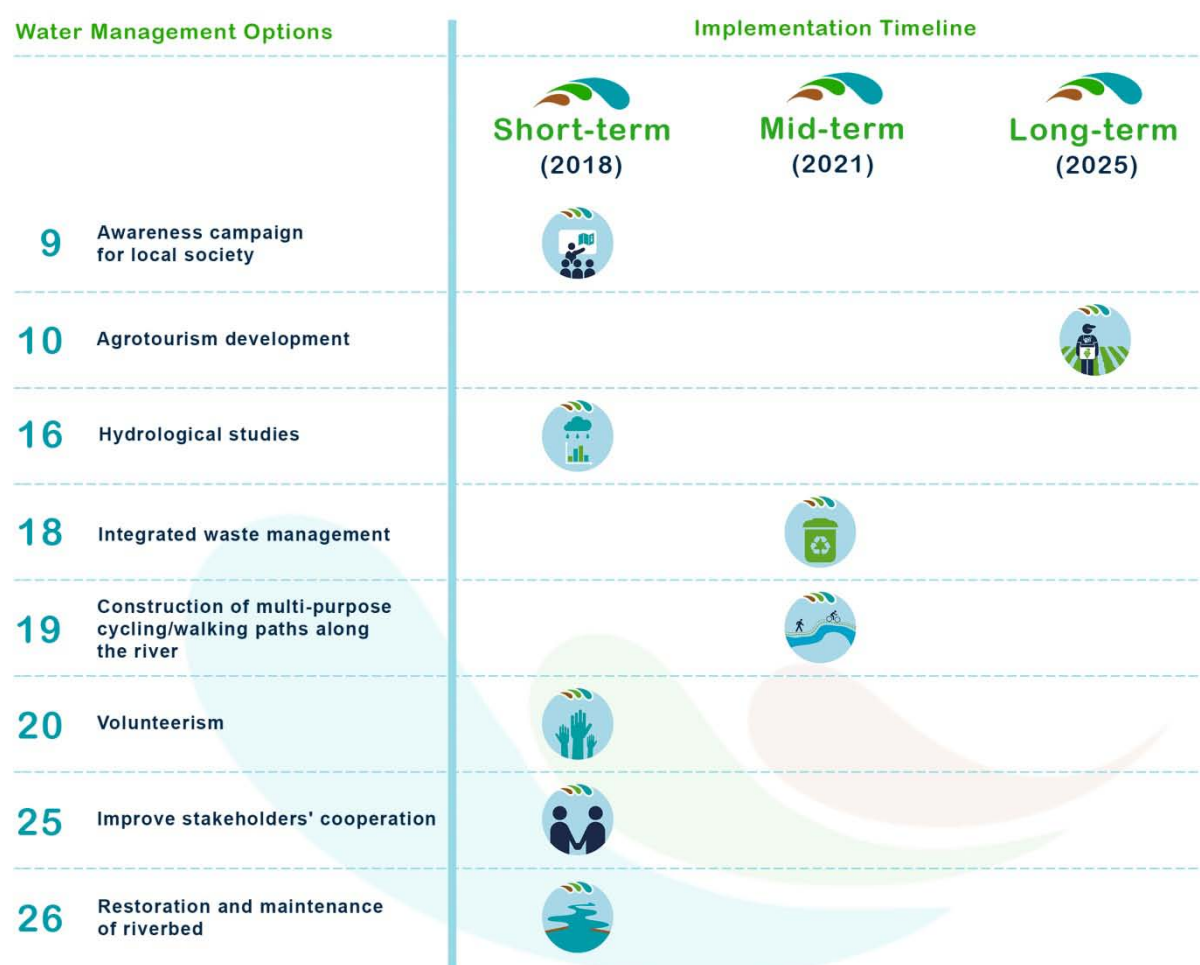 Water Management Options
Implementation Timeline
Short-term
(2018)
Mid-term
(2021)
Long-term
(2025)
9
Awareness campaign
for local society
10
Agrotourism development
16
Hydrological studies
18
Integrated waste management
19
Construction of multi-purpose
cycling/walking paths along
the river
20
Volunteerism
25
Improve stakeholders' cooperation
26
Restoration and maintenance
of riverbed